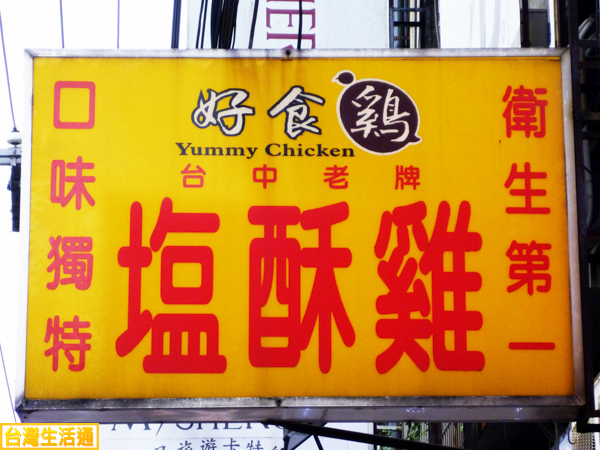 好食鷄
Yummy Chicken
台中老牌
塩酥雞
口味獨特
衛生第一
台灣生活通